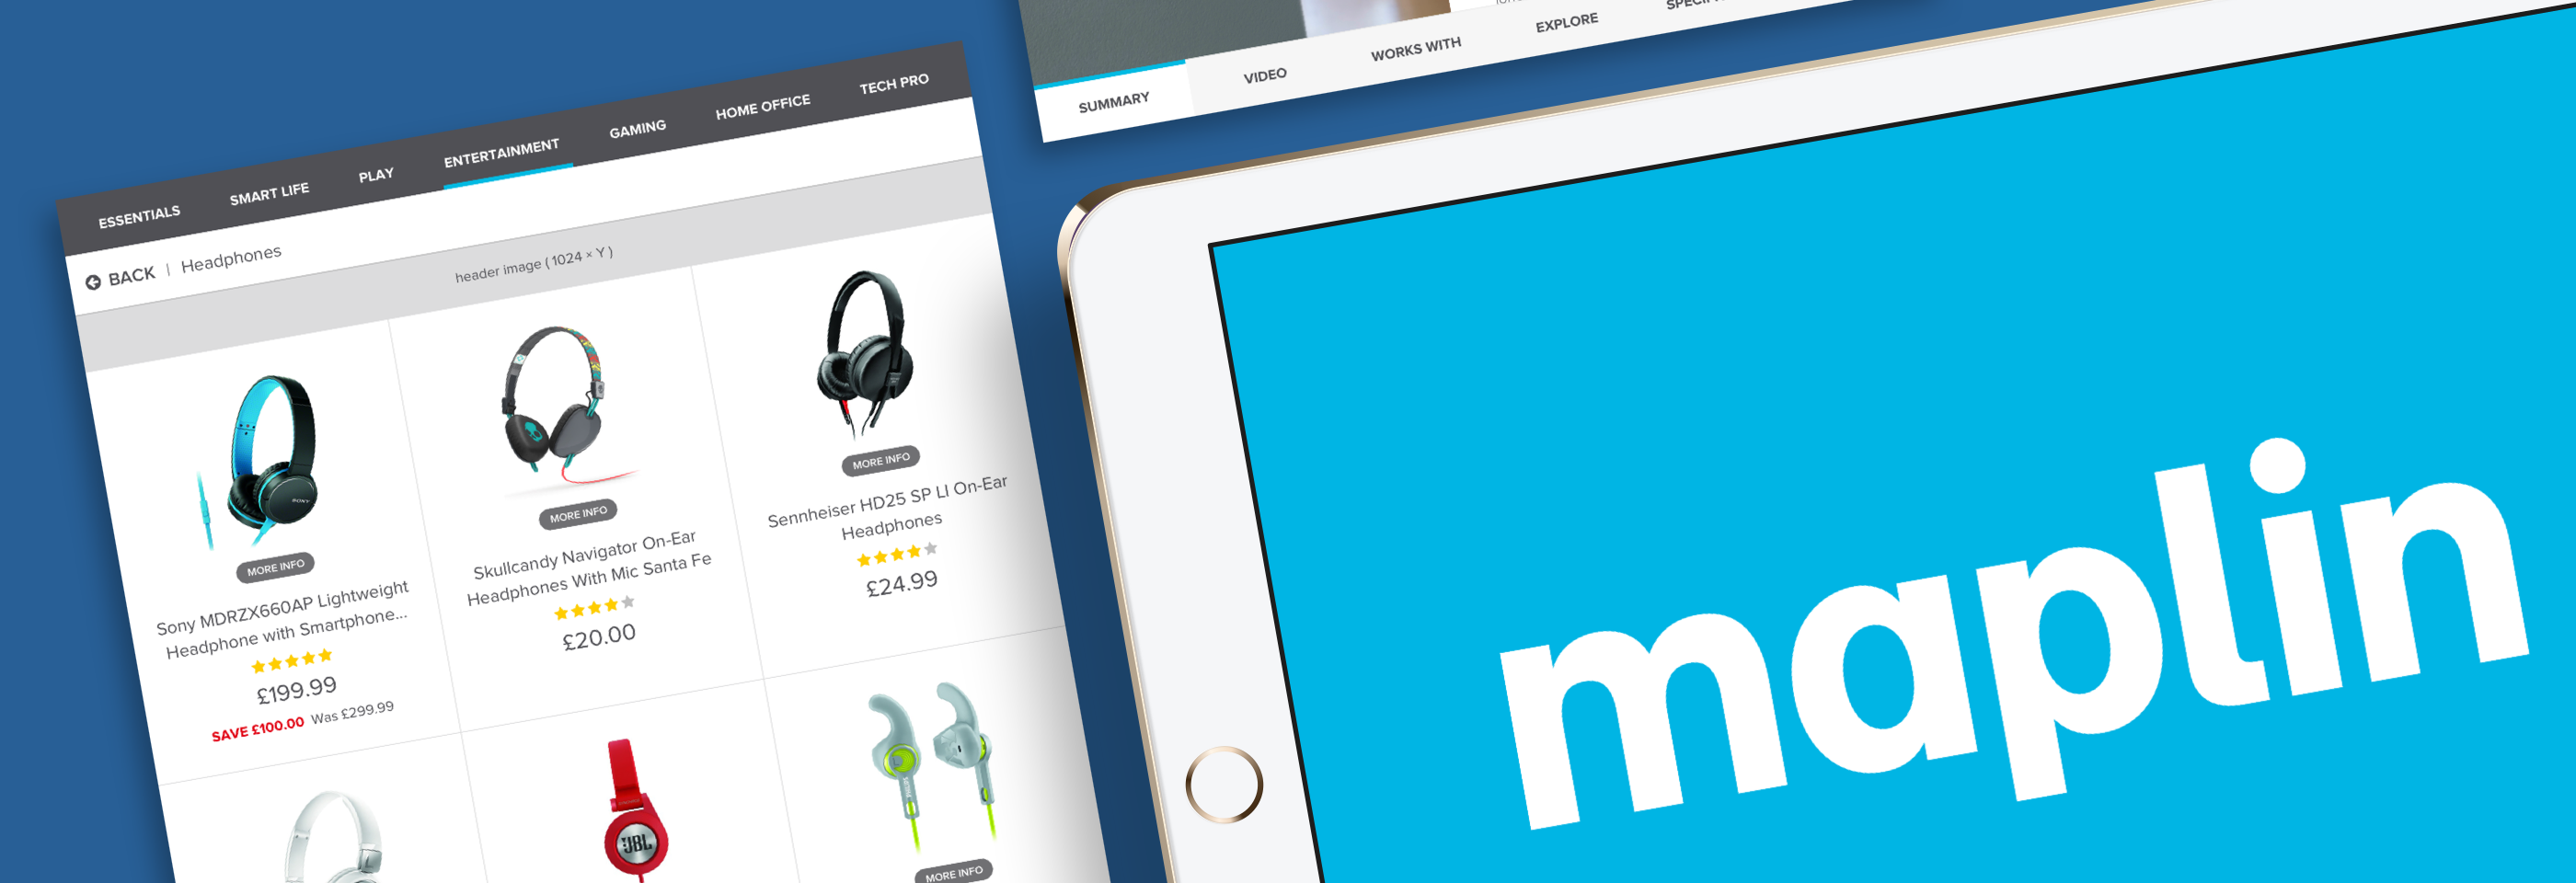 ESSENTIALS
SMART LIFE
PLAY
ENTERTAINMENT
GAMING
HOME OFFICE
TECH PRO
BACK | Headphones
header image ( 1024 × Y )
SONY
MORE INFO
Sony MDRZX660AP Lightweight
Headphone with Smartphone...
£199.99
SAVE £100.00 Was £299.99
MORE INFO
Skullcandy Navigator On-Ear
Headphones With Mic Santa Fe
£20.00
MORE INFO
Sennheiser HD25 SP LI On-Ear
Headphones
£24.99
JBL
MORE INFO
SUMMARY
VIDEO
WORKS WITH
EXPLORE
maplin